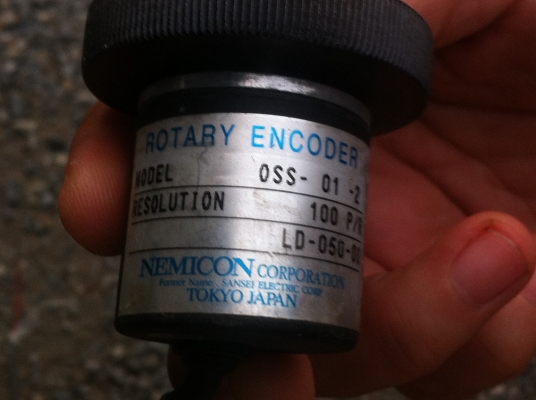 ROTARY ENCODER
MODEL OSS- 01 -2
RESOLUTION 100 P/R
LD-050-00
NEMICON CORPORATION
Former Name, SANSEI ELECTRIC CORP
TOKYO JAPAN